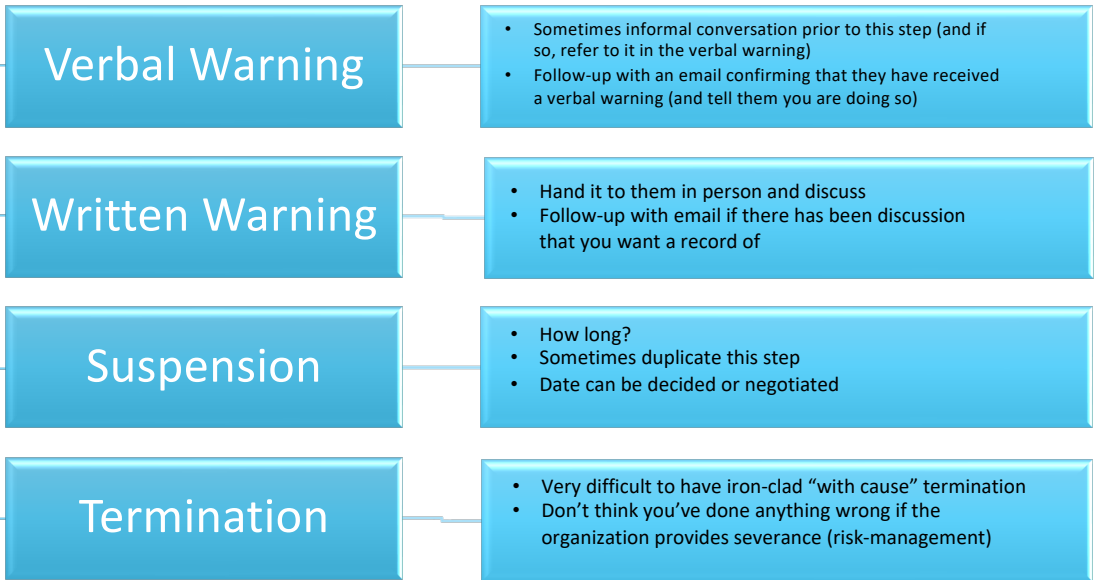 Verbal Warning
• Sometimes informal conversation prior to this step (and if
so, refer to it in the verbal warning)
• Follow-up with an email confirming that they have received
a verbal warning (and tell them you are doing so)
Written Warning
• Hand it to them in person and discuss
• Follow-up with email if there has been discussion
that you want a record of
Suspension
• How long?
• Sometimes duplicate this step
• Date can be decided or negotiated
Termination
• Very difficult to have iron-clad “with cause” termination
• Don’t think you’ve done anything wrong if the
organization provides severance (risk-management)